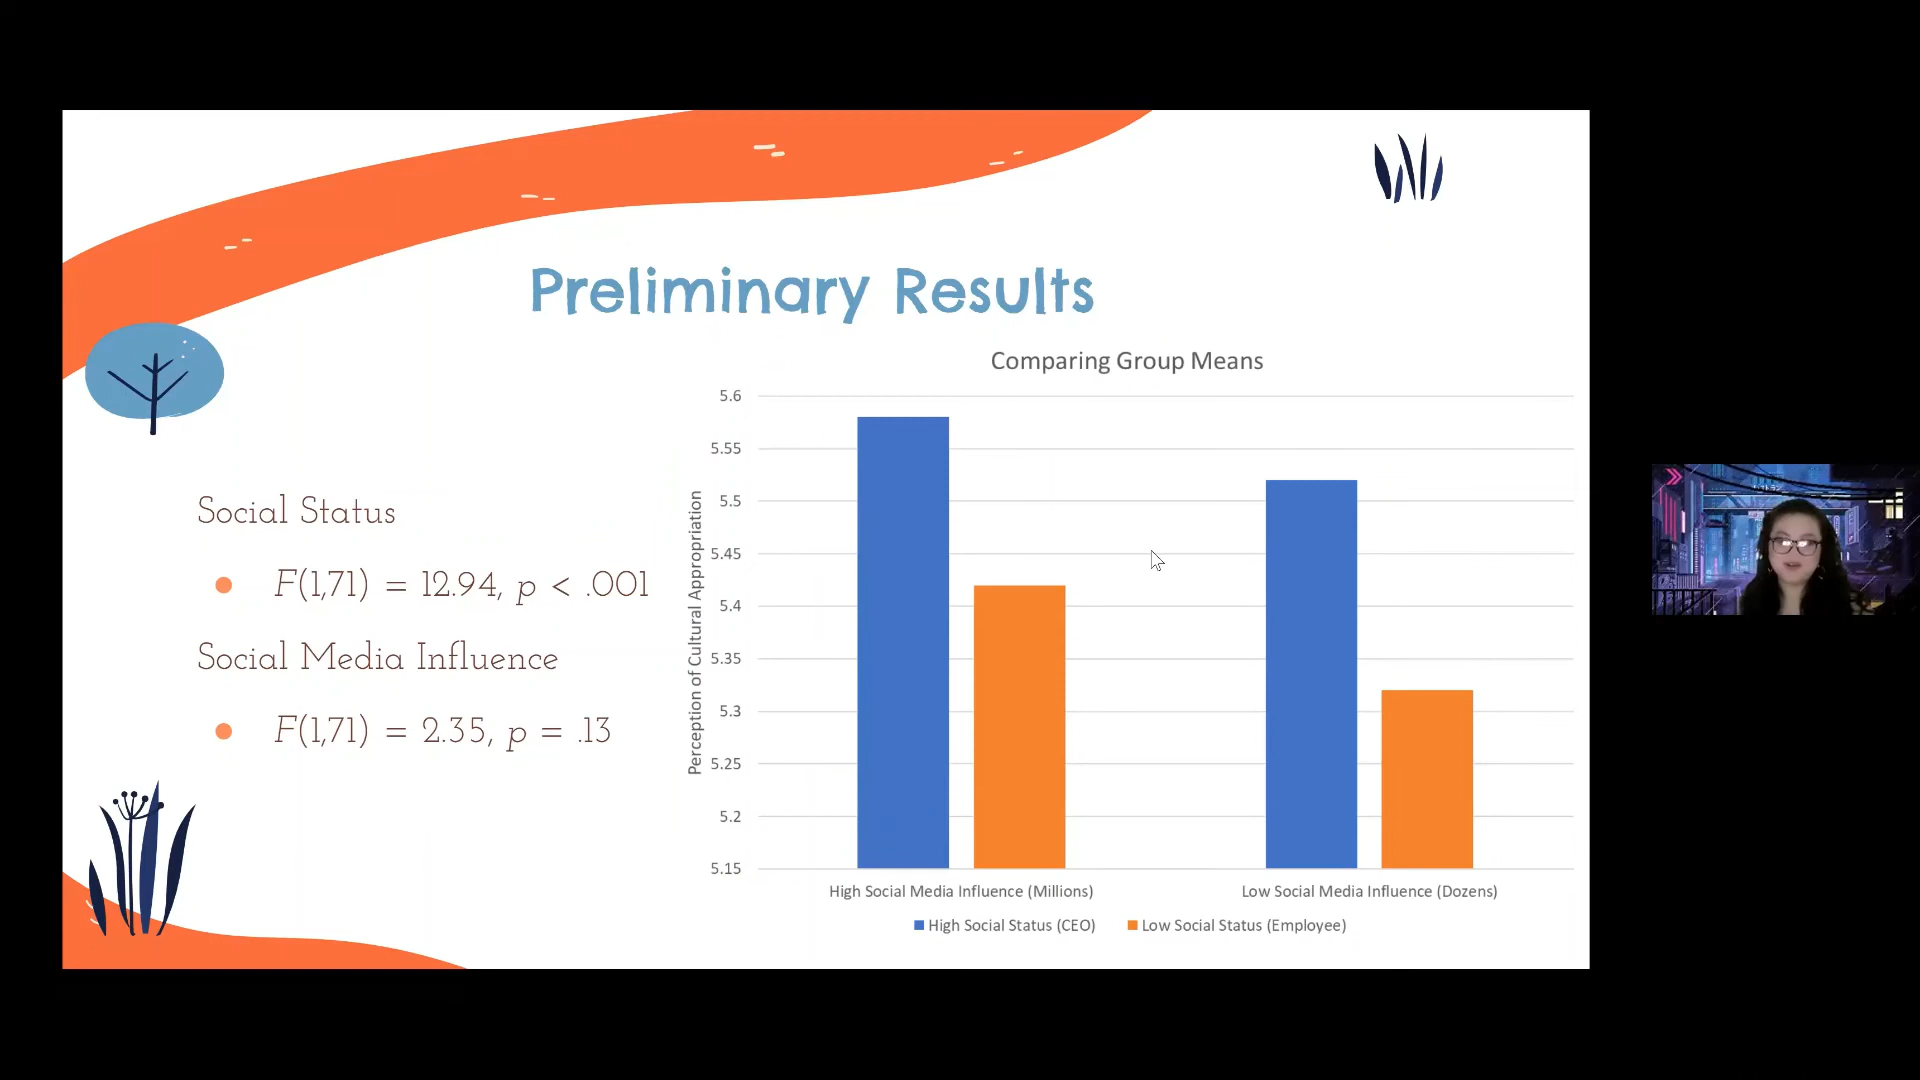 Preliminary Results
Social Status
F(1,71) = 12.94, p < .001
Social Media Influence
F(1,71) = 2.35, p = .13
Comparing Group Means
Perception of Cultural Appropriation
5.6
5.55
5.5
5.45
5.4
5.35
5.3
5.25
5.2
5.15
High Social Media Influence (Millions)
Low Social Media Influence (Dozens)
High Social Status (CEO)
Low Social Status (Employee)